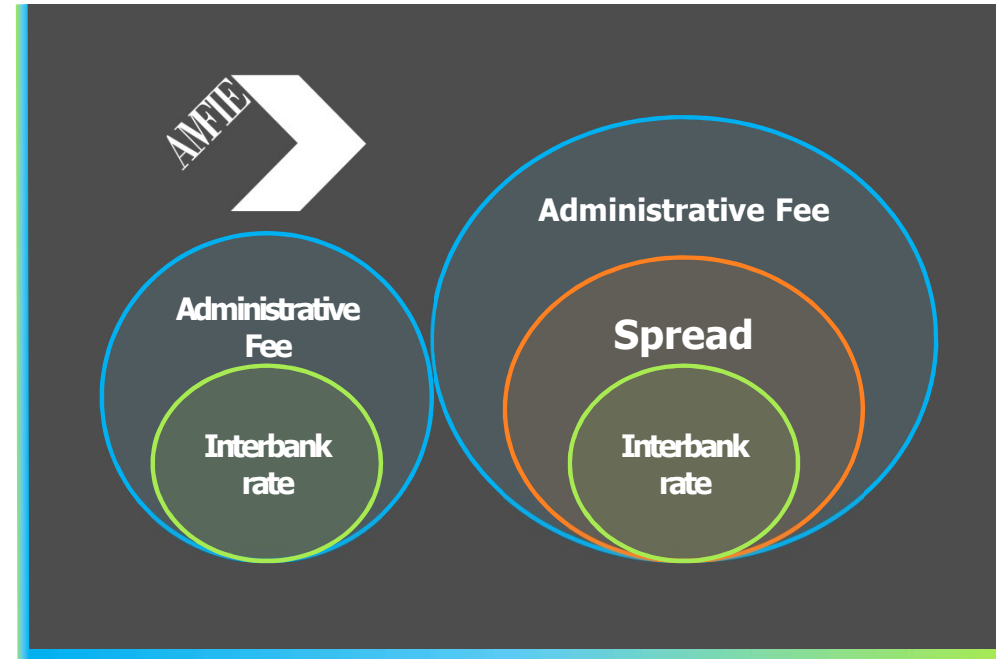 AMFIE
Administrative
Fee
Interbank
rate
Administrative Fee
Spread
Interbank
rate